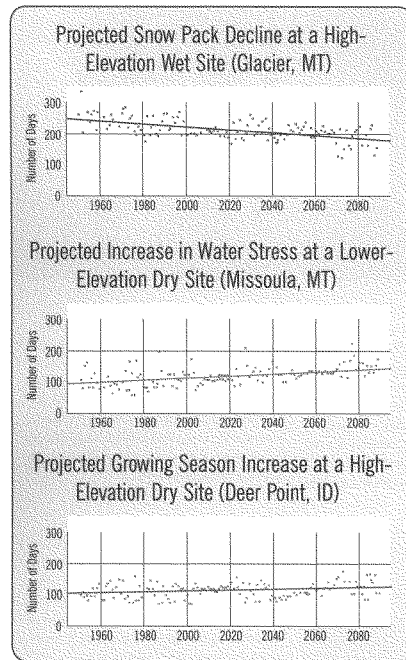 Projected Snow Pack Decline at a High-
Elevation Wet Site (Glacier, MT)
Number of Days
300
200
100
0
1960 1980 2000 2020 2040 2060 2080
Projected Increase in Water Stress at a Lower-
Elevation Dry Site (Missoula, MT)
Number of Days
300
200
100
0
1960 1980 2000 2020 2040 2060 2080
Projected Growing Season Increase at a High-
Elevation Dry Site (Deer Point, ID)
Number of Days
300
200
100
0
1960 1980 2000 2020 2040 2060 2080